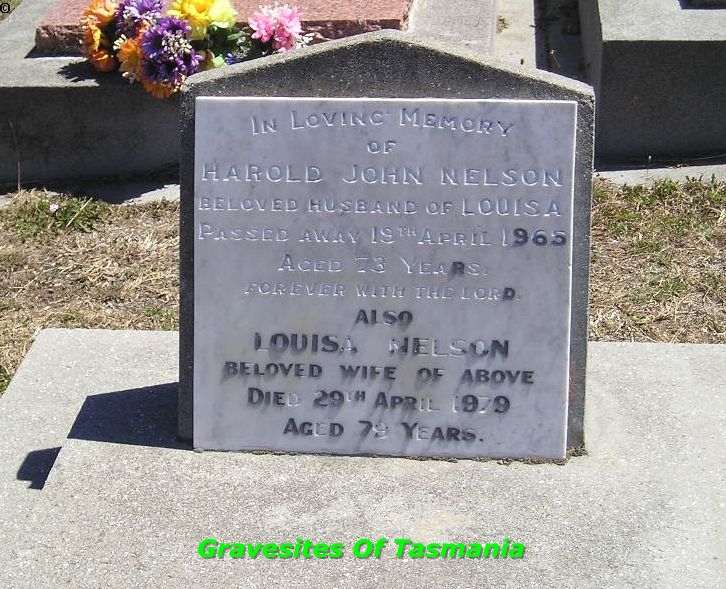 ©
In Loving Memory
of
Harold John Nelson
Beloved Husband of Louisa
Passed away 19th April 1965
Aged 73 Years.
Forever with the Lord.
Also
Louisa Nelson
Beloved Wife of Above
Died 29th April 1979
Aged 79 Years.
Gravesites Of Tasmania